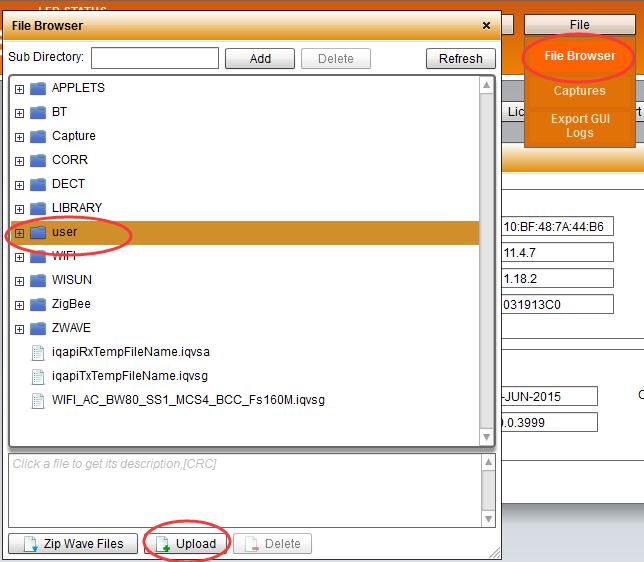 LED STATUS
File Browser
File
File Browser
Captures
Export GUI
Logs
Sub Directory:
Add
Delete
Refresh
APPLETS
BT
Capture
CORR
DECT
LIBRARY
user
WIFI
WISUN
ZigBee
ZWAVE
iqapiRxTempFileName.iqvsa
iqapiTxTempFileName.iqvsg
WIFI_AC_BW80_SS1_MCS4_BCC_Fs160M.iqvsg
Click a file to get its description,[CRC]
Zip Wave Files
Upload
Delete
Lic
rt
10:BF:48:7A:44:B6
11.4.7
1.18.2
031913C0
-JUN-2015
.0.3999